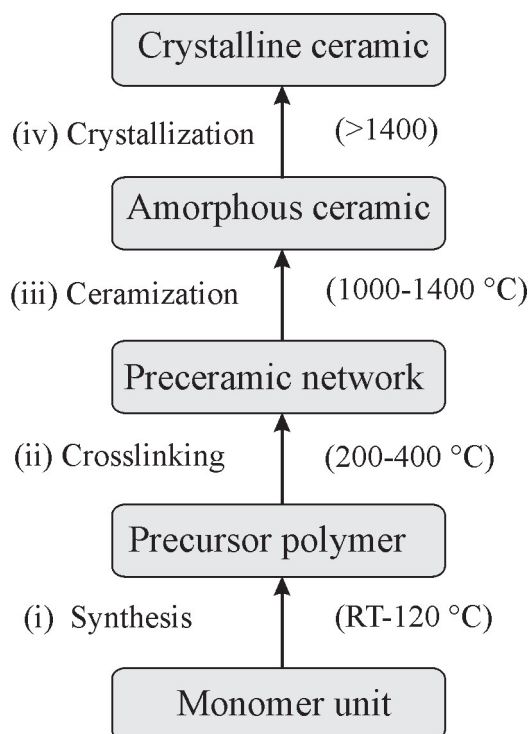 Crystalline ceramic
(iv) Crystallization (>1400)
Amorphous ceramic
(iii) Ceramization (1000-1400 °C)
Preceramic network
(ii) Crosslinking (200-400 °C)
Precursor polymer
(i) Synthesis (RT-120 °C)
Monomer unit